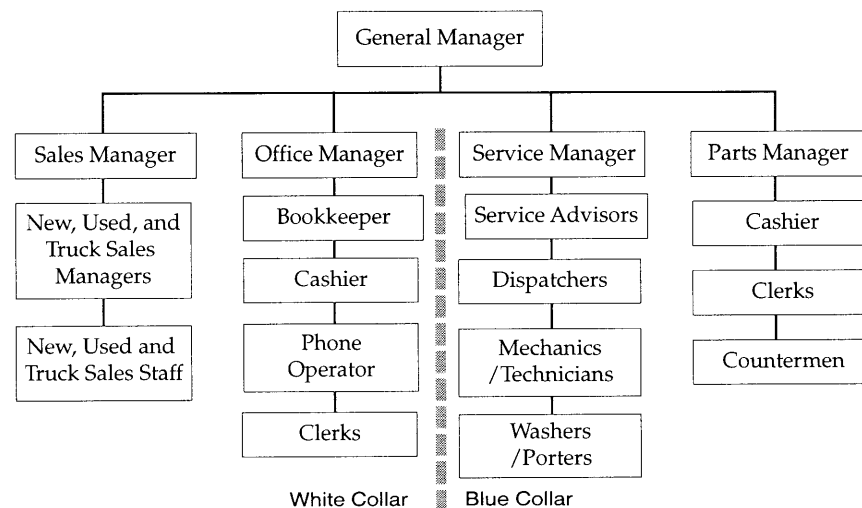 General Manager
Sales Manager
Office Manager
Service Manager
Parts Manager
New, Used, and
Truck Sales
Managers
Bookkeeper
Service Advisors
Cashier
Cashier
Dispatchers
Clerks
New, Used and
Truck Sales Staff
Phone
Operator
Mechanics
/Technicians
Countermen
Clerks
Washers
/Porters
White Collar
Blue Collar